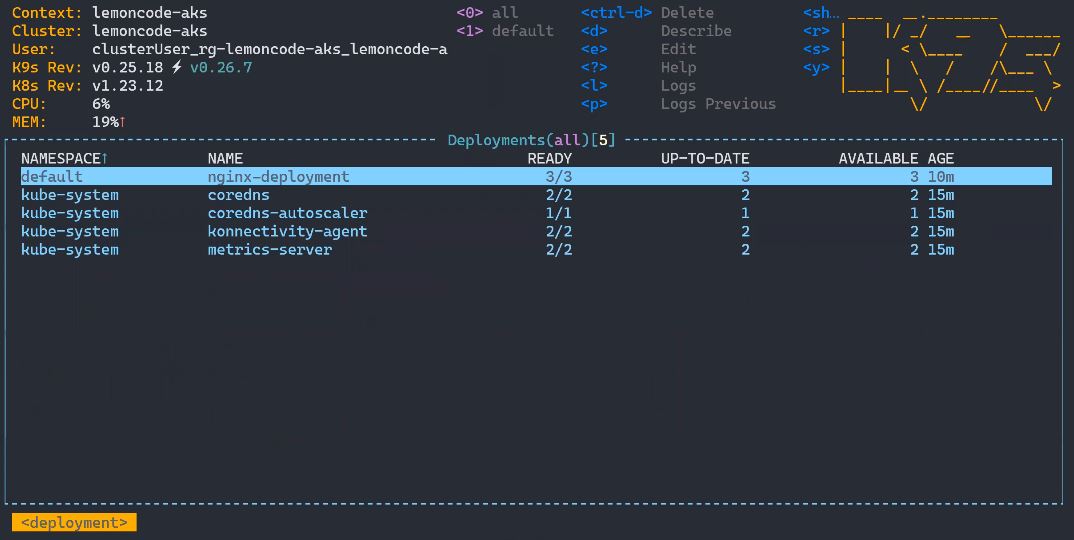 Context: lemoncode-aks <0> all <ctrl-d> Delete <sh…
Cluster: lemoncode-aks <1> default <d> Describe <r>
User: clusterUser_rg-lemoncode-aks_lemoncode-a <e> Edit <s>
K9s Rev: v0.25.18 ⚡ v0.26.7 <?> Help <y>
K8s Rev: v1.23.12 <l> Logs
CPU: 6% <p> Logs Previous
MEM: 19%↑
Deployments(all)[5]
NAMESPACE↑ NAME READY UP-TO-DATE AVAILABLE AGE
default nginx-deployment 3/3 3 3 10m
kube-system coredns 2/2 2 2 15m
kube-system coredns-autoscaler 1/1 1 1 15m
kube-system konnectivity-agent 2/2 2 2 15m
kube-system metrics-server 2/2 2 2 15m
<deployment>